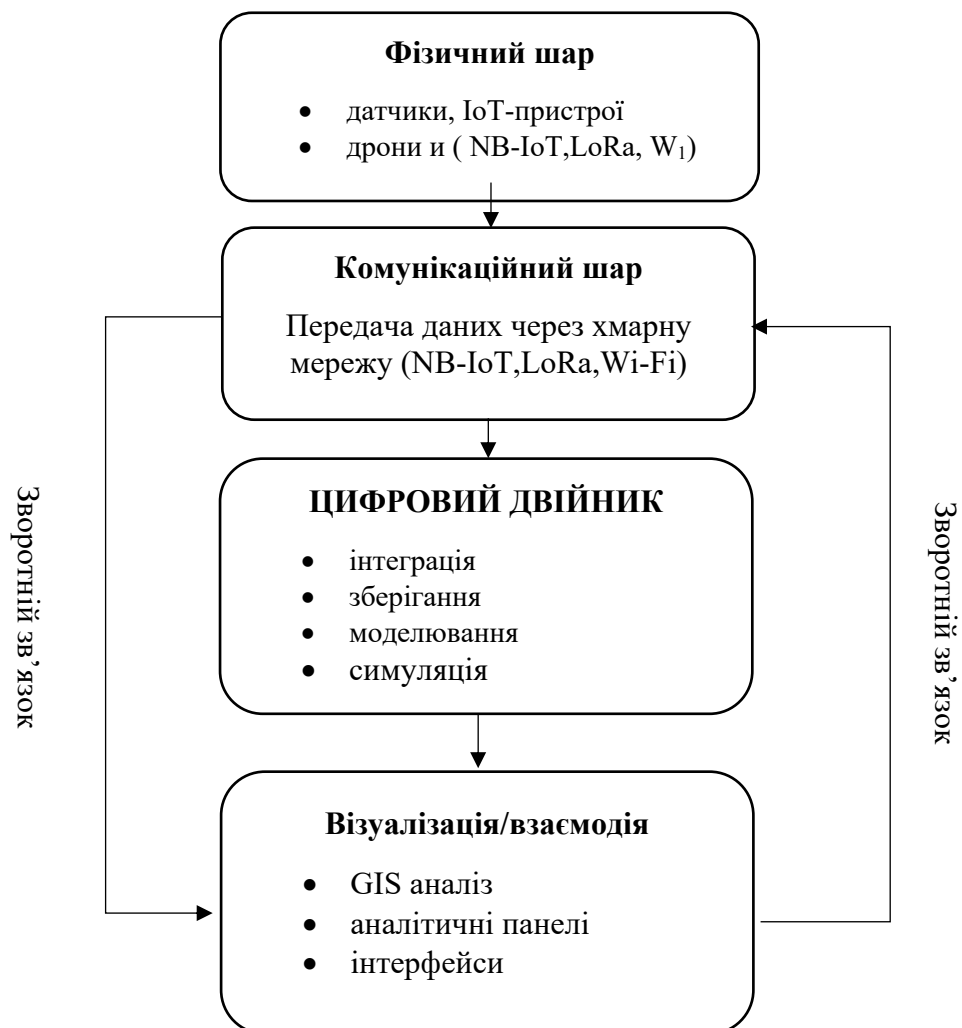 Фізичний шар
• датчики, IoT-пристрої
• дрони и ( NB-IoT,LoRa, W₁)
Комунікаційний шар
Передача даних через хмарну
мережу (NB-IoT,LoRa,Wi-Fi)
ЦИФРОВИЙ ДВІЙНИК
• інтеграція
• зберігання
• моделювання
• симуляція
Візуалізація/взаємодія
• GIS аналіз
• аналітичні панелі
• інтерфейси
Зворотній зв’язок
Зворотній зв’язок